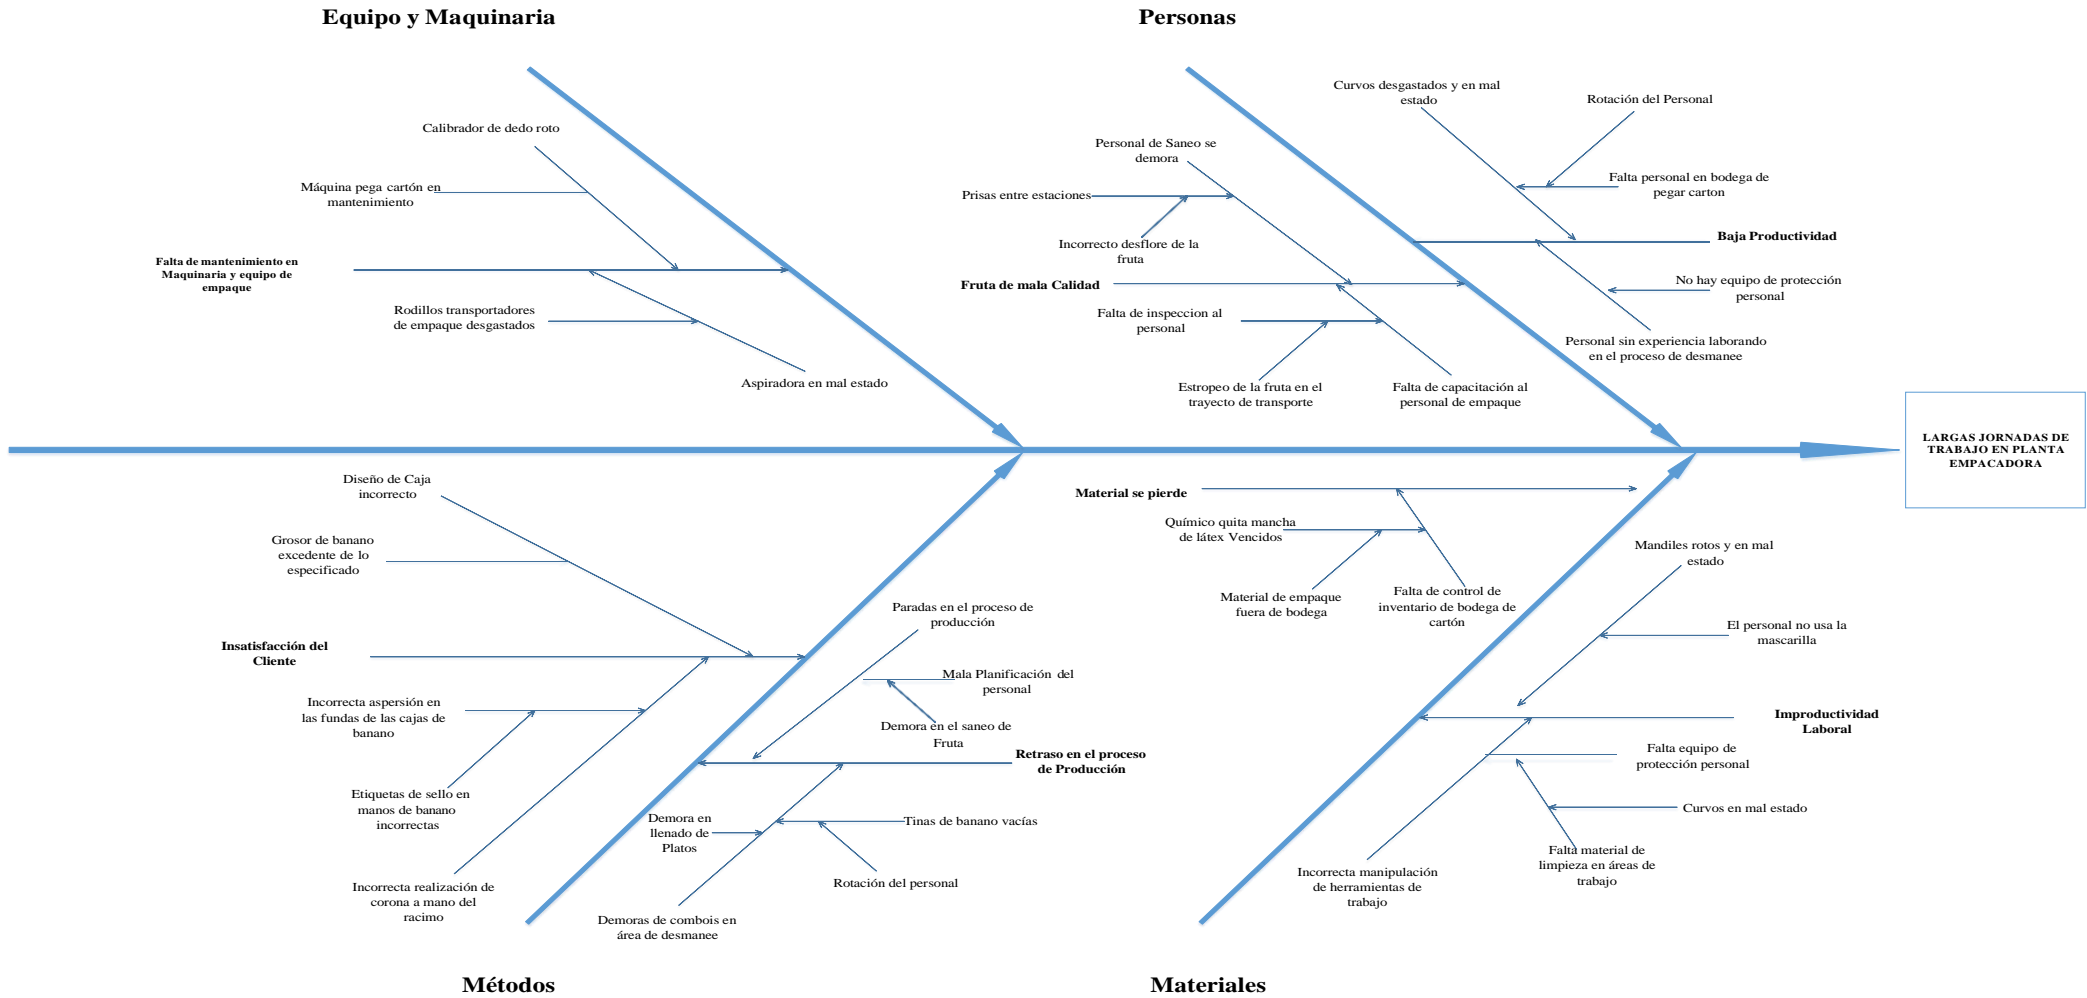 Equipo y Maquinaria
Personas
Calibrador de dedo roto
Máquina pega cartón en
mantenimiento
Falta de mantenimiento en
Maquinaria y equipo de
empaque
Rodillos transportadores
de empaque desgastados
Aspiradora en mal estado
Curvos desgastados y en mal
estado
Rotación del Personal
Personal de Saneo se
demora
Falta personal en bodega de
pegar carton
Prisas entre estaciones
Incorrecto desflore de la
fruta
Baja Productividad
Fruta de mala Calidad
No hay equipo de protección
personal
Falta de inspeccion al
personal
Personal sin experiencia laborando
en el proceso de desmanee
Estropeo de la fruta en el
trayecto de transporte
Falta de capacitación al
personal de empaque
LARGAS JORNADAS DE
TRABAJO EN PLANTA
EMPACADORA
Diseño de Caja
incorrecto
Grosor de banano
excedente de lo
especificado
Insatisfacción del
Cliente
Incorrecta aspersión en
las fundas de las cajas de
banano
Etiquetas de sello en
manos de banano
incorrectas
Incorrecta realización de
corona a mano del
racimo
Paradas en el proceso de
producción
Mala Planificación del
personal
Demora en el saneo de
Fruta
Retraso en el proceso
de Producción
Demora en
llenado de
Platos
Tinas de banano vacías
Rotación del personal
Demoras de combois en
área de desmanee
Material se pierde
Químico quita mancha
de látex Vencidos
Material de empaque
fuera de bodega
Falta de control de
inventario de bodega de
cartón
Mandiles rotos y en mal
estado
El personal no usa la
mascarilla
Improductividad
Laboral
Falta equipo de
protección personal
Curvos en mal estado
Falta material de
limpieza en áreas de
trabajo
Incorrecta manipulación
de herramientas de
trabajo
Métodos
Materiales